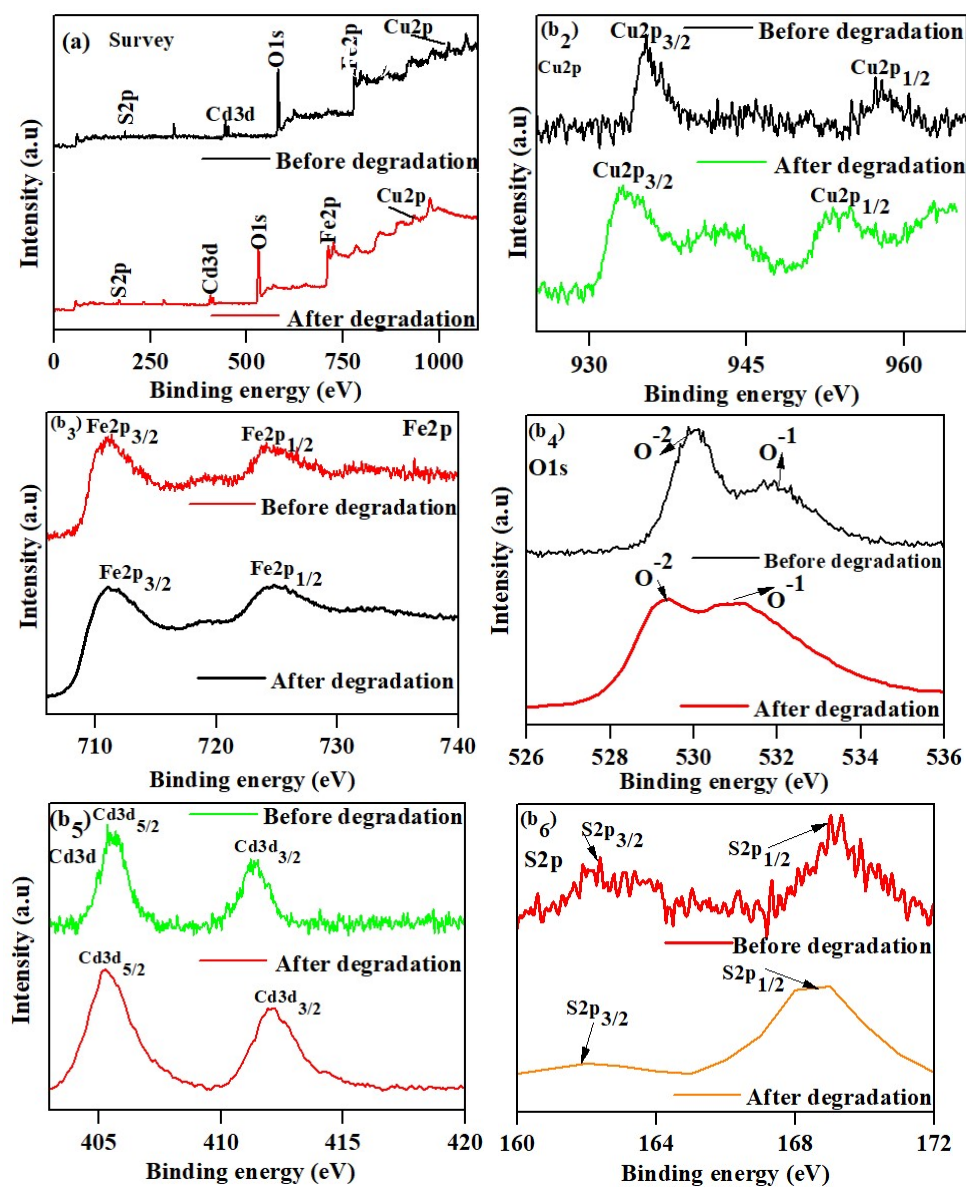 (a)
Survey
S2p
Cd3d
O1s
Fe2p
Cu2p
Before degradation
S2p
Cd3d
O1s
Fe2p
Cu2p
After degradation
0 250 500 750 1000
Binding energy (eV)
Intensity (a.u)
(b2)
Cu2p
Cu2p3/2
Before degradation
Cu2p1/2
After degradation
Cu2p3/2
Cu2p1/2
930 945 960
Binding energy (eV)
Intensity (a.u)
(b3)
Fe2p3/2
Fe2p1/2
Fe2p
Before degradation
Fe2p3/2
Fe2p1/2
After degradation
710 720 730 740
Binding energy (eV)
Intensity (a.u)
(b4)
O1s
O-2
O-1
Before degradation
O-2
O-1
After degradation
526 528 530 532 534 536
Binding energy (eV)
Intensity (a.u)
(b5)
Cd3d
Cd3d5/2
Before degradation
Cd3d3/2
After degradation
Cd3d5/2
Cd3d3/2
405 410 415 420
Binding energy (eV)
Intensity (a.u)
(b6)
S2p
S2p3/2
S2p1/2
Before degradation
S2p1/2
S2p3/2
After degradation
160 164 168 172
Binding energy (eV)
Intensity (a.u)